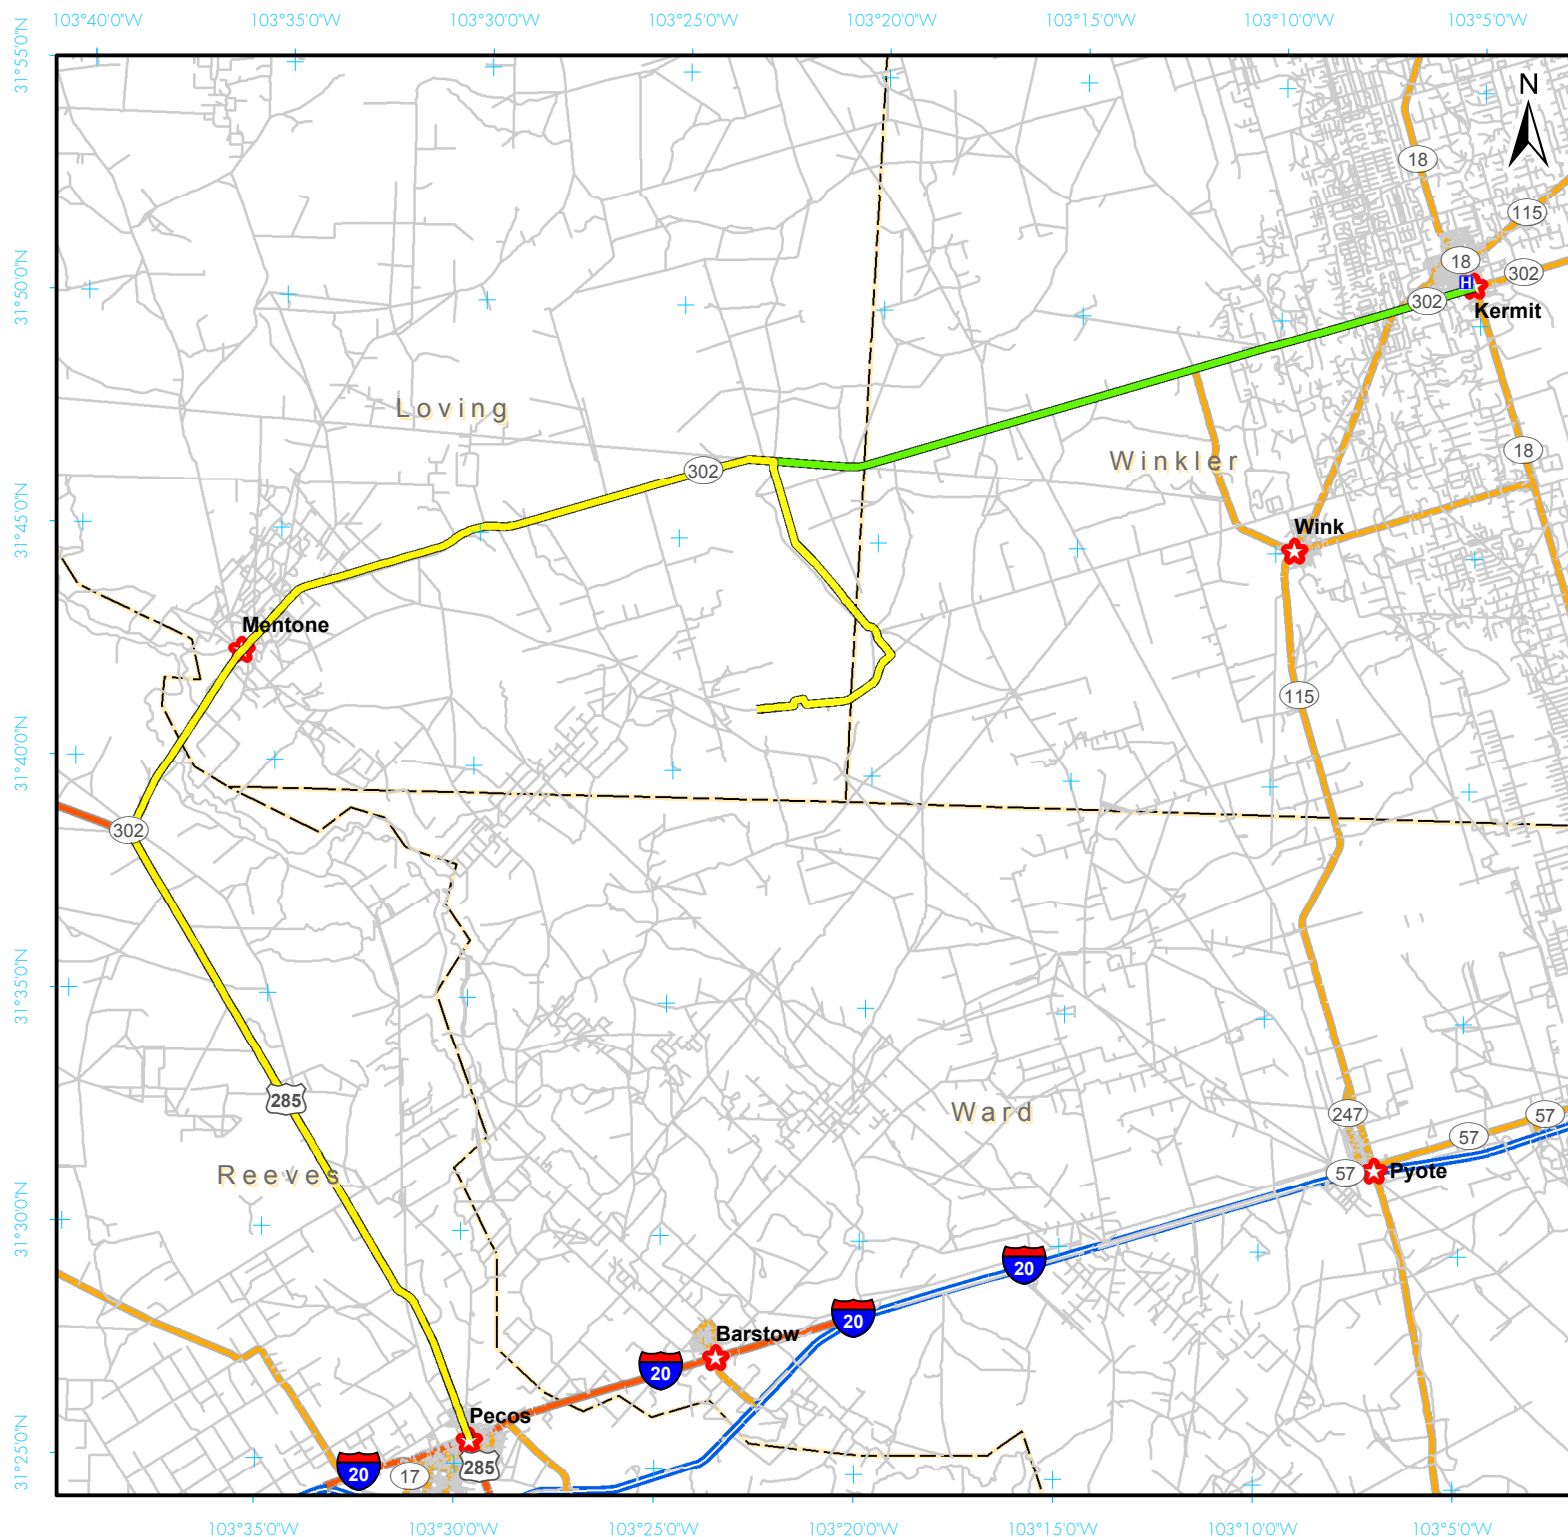 103°40'0"W 103°35'0"W 103°30'0"W 103°25'0"W 103°20'0"W 103°15'0"W 103°10'0"W 103°5'0"W
31°55'0"N
N
18
115
18
31°50'0"N
H
302
302
Kermit
Loving
302
Winkler
18
31°45'0"N
Wink
Mentone
115
31°40'0"N
302
31°35'0"N
285
Ward
247
57
57
Reeves
57
Pyote
31°30'0"N
20
20
Barstow
20
Pecos
31°25'0"N
20
17
285
103°35'0"W 103°30'0"W 103°25'0"W 103°20'0"W 103°15'0"W 103°10'0"W 103°5'0"W